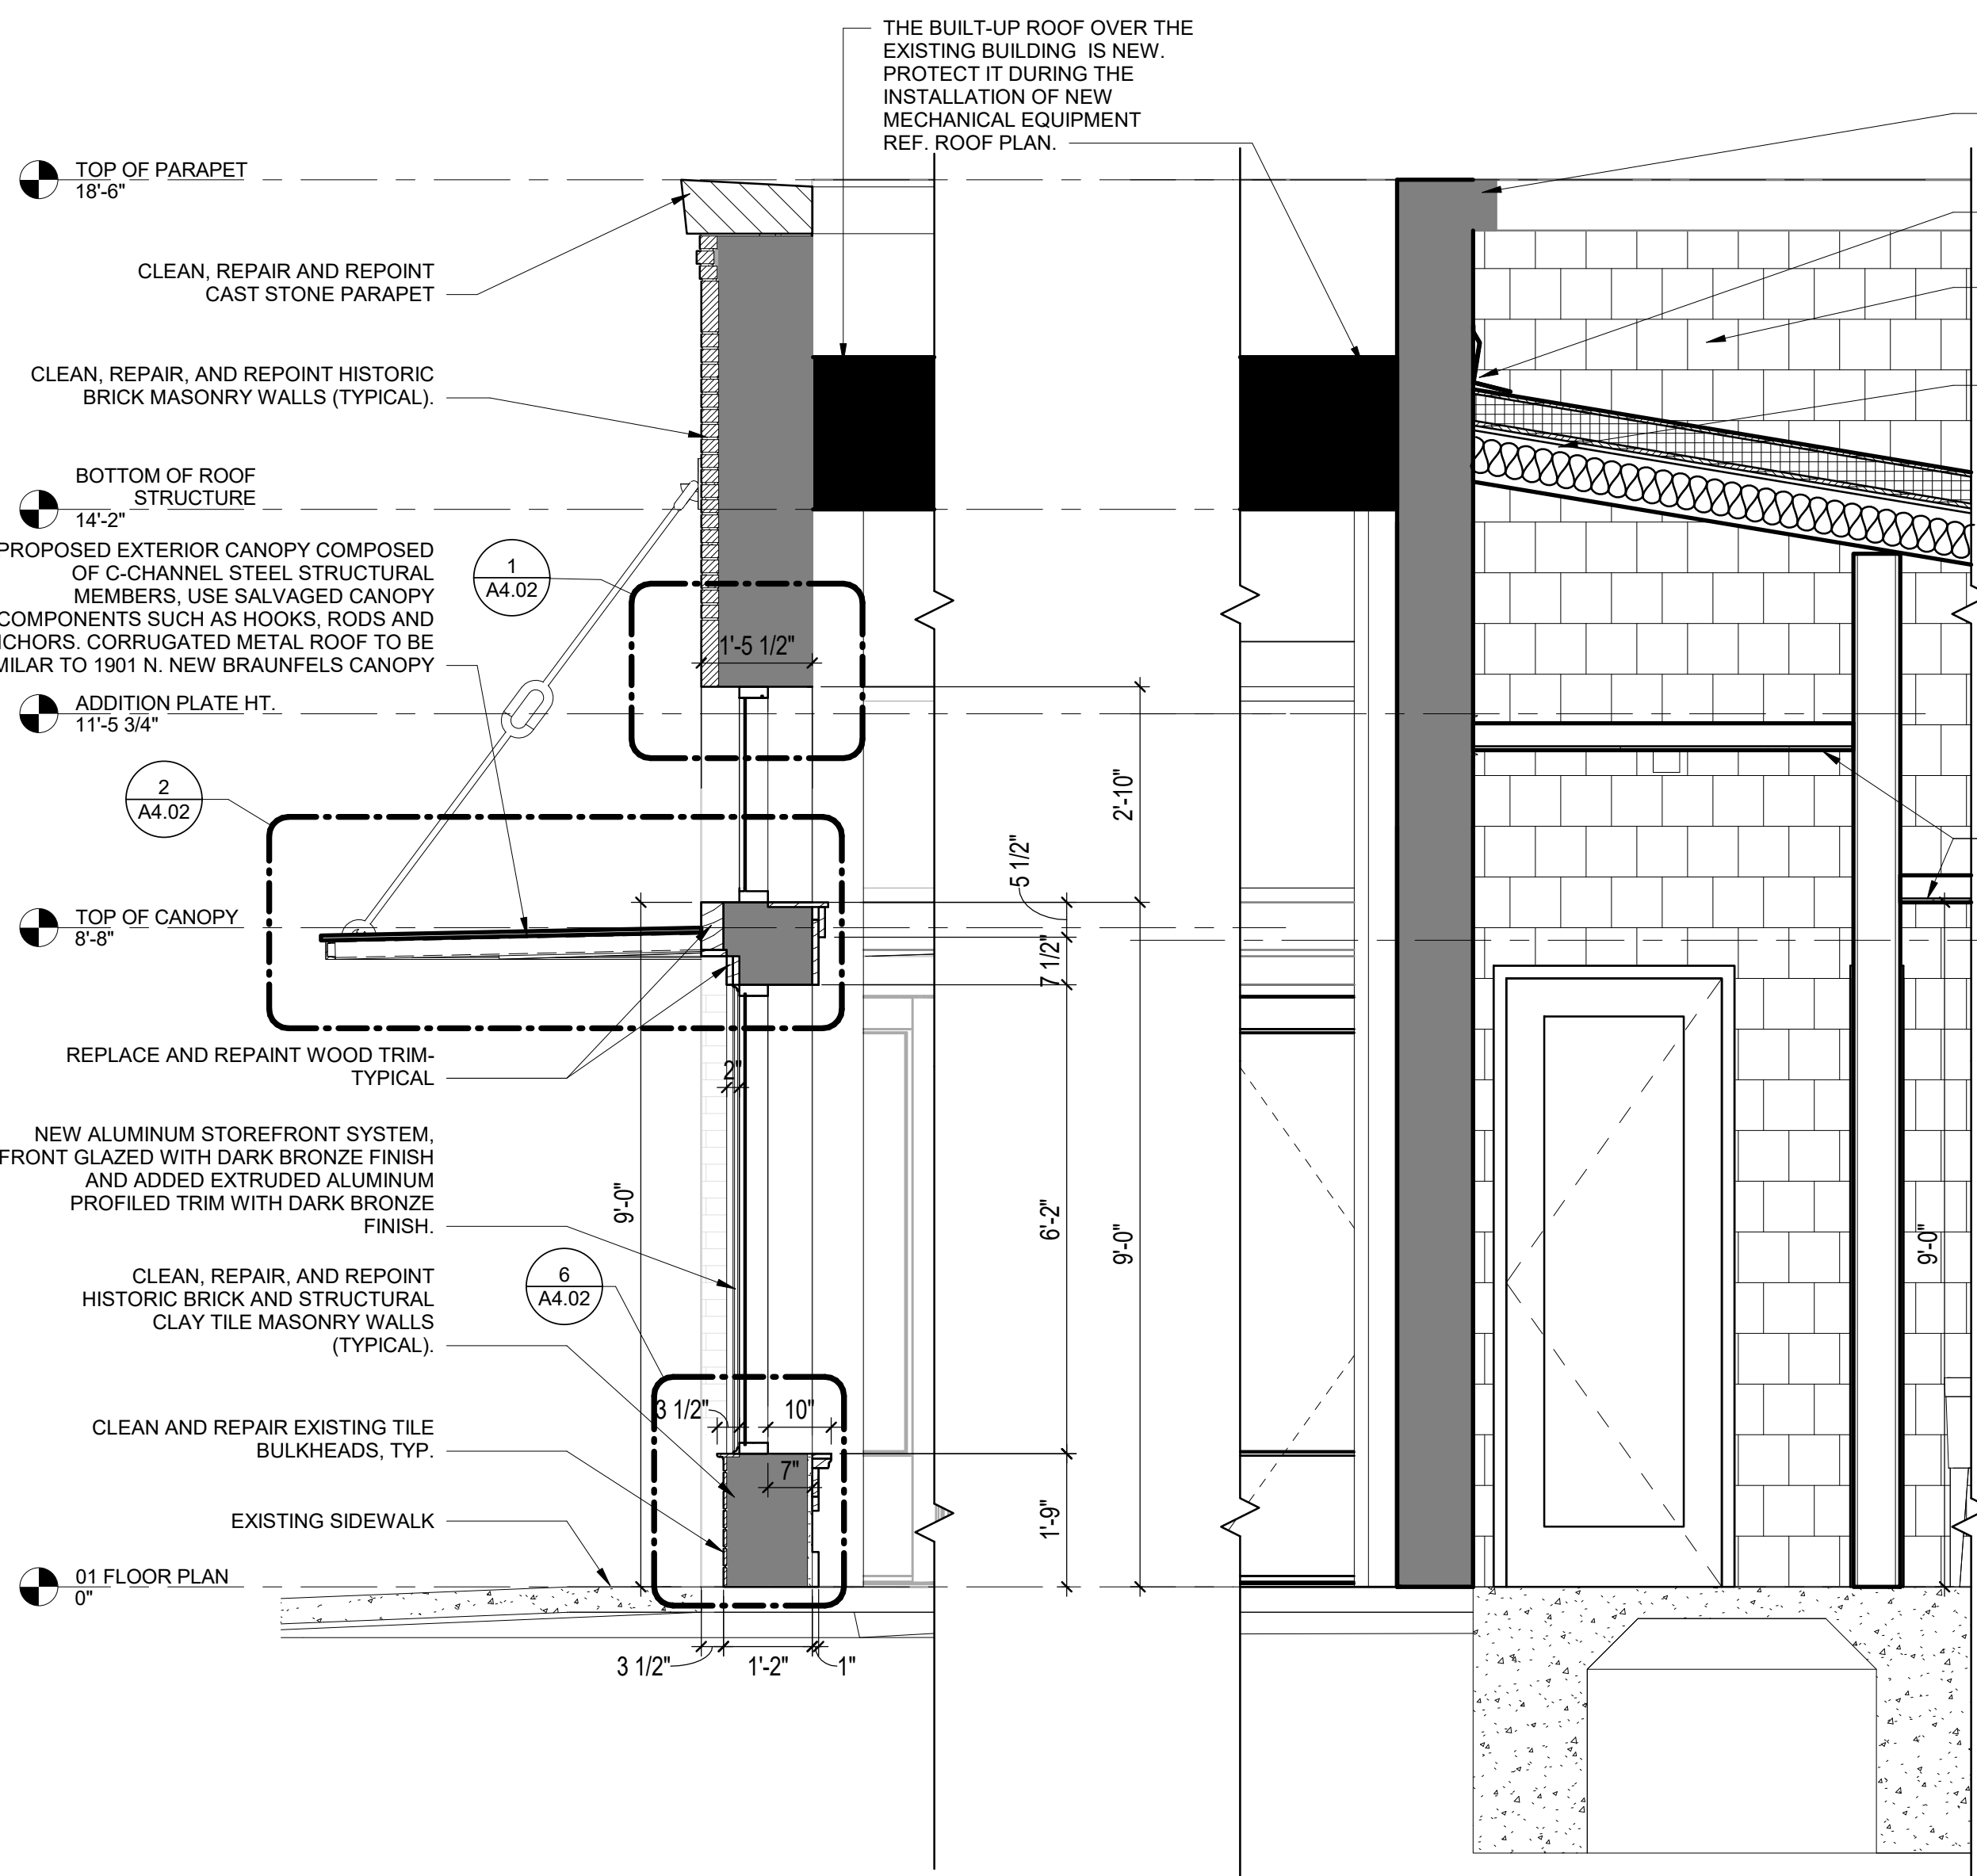 THE BUILT-UP ROOF OVER THE
EXISTING BUILDING IS NEW.
PROTECT IT DURING THE
INSTALLATION OF NEW
MECHANICAL EQUIPMENT
REF. ROOF PLAN.
TOP OF PARAPET
18'-6"
CLEAN, REPAIR AND REPOINT
CAST STONE PARAPET
CLEAN, REPAIR, AND REPOINT HISTORIC
BRICK MASONRY WALLS (TYPICAL).
BOTTOM OF ROOF
STRUCTURE
14'-2"
PROPOSED EXTERIOR CANOPY COMPOSED
OF C-CHANNEL STEEL STRUCTURAL
MEMBERS, USE SALVAGED CANOPY
COMPONENTS SUCH AS HOOKS, RODS AND
CHORS. CORRUGATED METAL ROOF TO BE
MILAR TO 1901 N. NEW BRAUNFELS CANOPY
1
A4.02
1'-5 1/2"
ADDITION PLATE HT.
11'-5 3/4"
2
A4.02
2'-10"
5 1/2"
7 1/2"
TOP OF CANOPY
8'-8"
REPLACE AND REPAINT WOOD TRIM-
TYPICAL
2"
NEW ALUMINUM STOREFRONT SYSTEM,
FRONT GLAZED WITH DARK BRONZE FINISH
AND ADDED EXTRUDED ALUMINUM
PROFILED TRIM WITH DARK BRONZE
FINISH.
9'-0"
6'-2"
9'-0"
9'-0"
6
A4.02
CLEAN, REPAIR, AND REPOINT
HISTORIC BRICK AND STRUCTURAL
CLAY TILE MASONRY WALLS
(TYPICAL).
3 1/2"
10"
CLEAN AND REPAIR EXISTING TILE
BULKHEADS, TYP.
7"
1'-9"
EXISTING SIDEWALK
01 FLOOR PLAN
0"
3 1/2"
1'-2"
1"